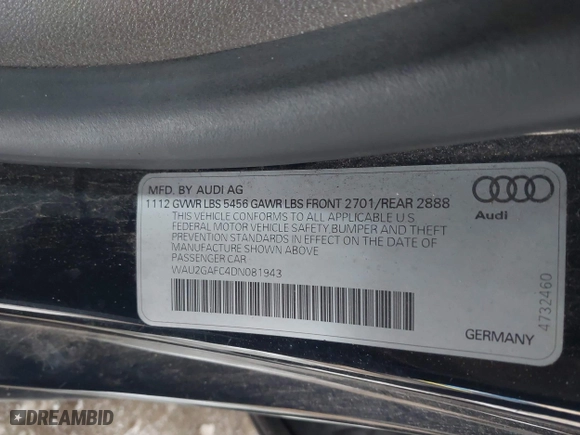 MFD. BY AUDI AG
1112 GVWR LBS 5456 GAWR LBS FRONT 2701/REAR 2888
THIS VEHICLE CONFORMS TO ALL APPLICABLE U.S
FEDERAL MOTOR VEHICLE SAFETY,BUMPER AND THEFT
PREVENTION STANDARDS IN EFFECT ON THE DATE OF
MANUFACTURE SHOWN ABOVE
PASSENGER CAR
WAU2GAFC4DN081943
Audi
GERMANY
4732460
DREAMBID